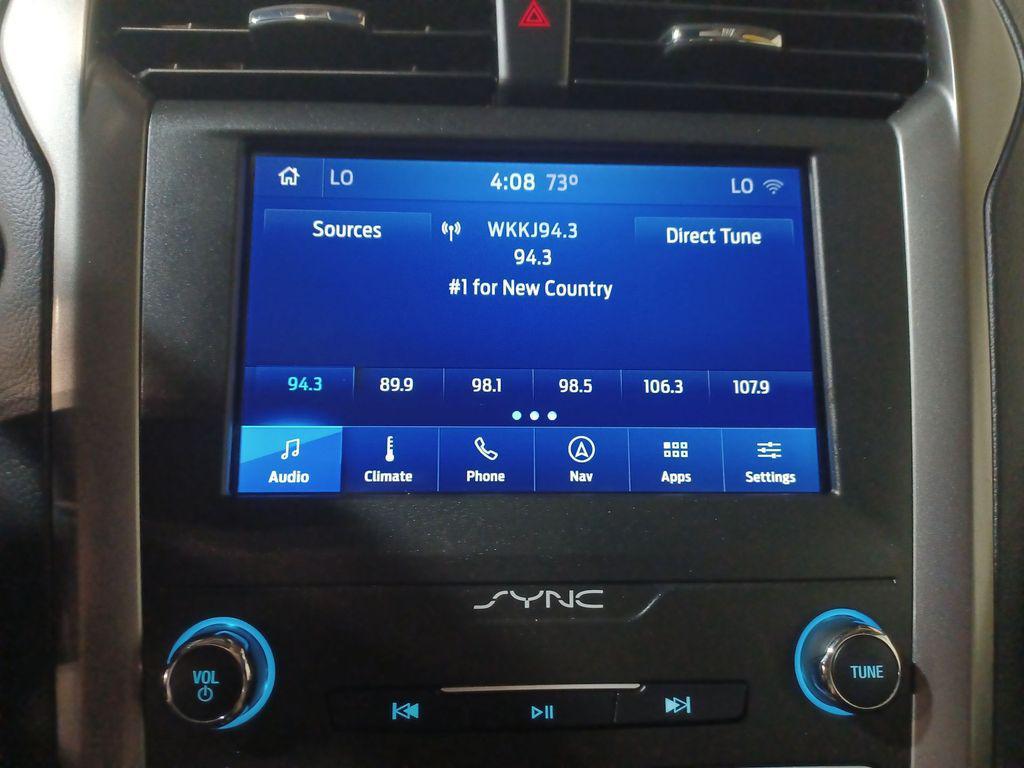 LO 4:08 73° LO
Sources WKKJ94.3 Direct Tune
94.3
#1 for New Country
94.3 89.9 98.1 98.5 106.3 107.9
Audio Climate Phone Nav Apps Settings
SYNC
VOL TUNE